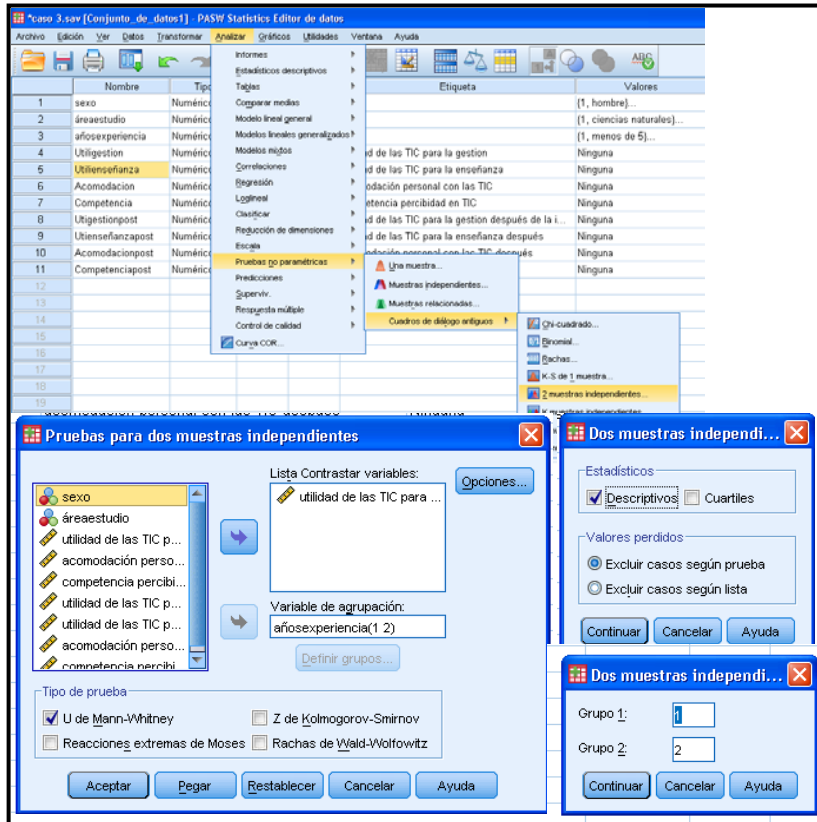 *caso 3.sav [Conjunto_de_datos1] - PASW Statistics Editor de datos
Archivo Edición Ver Datos Transformar Analizar Gráficos Utilidades Ventana Ayuda
Nombre Tipo Etiqueta Valores
1 sexo Numéric {1, hombre}...
2 áreaestudio Numéric {1, ciencias naturales}...
3 añosexperiencia Numéric {1, menos de 5}...
4 Utiligestion Numéric d de las TIC para la gestion Ninguna
5 Utilienseñanza Numéric d de las TIC para la enseñanza Ninguna
6 Acomodacion Numéric odación personal con las TIC Ninguna
7 Competencia Numéric etencia percibidad en TIC Ninguna
8 Utigestionpost Numéric d de las TIC para la gestion después de la i... Ninguna
9 Utienseñanzapost Numéric d de las TIC para la enseñanza después Ninguna
10 Acomodacionpost Numéric odación personal con las TIC después Ninguna
11 Competenciapost Numéric Ninguna
12
13
14
15
16
17
18
19
Informes
Estadísticos descriptivos
Tablas
Comparar medias
Modelo lineal general
Modelos lineales generalizados
Modelos mixtos
Correlaciones
Regresión
Loglineal
Clasificar
Reducción de dimensiones
Escala
Pruebas no paramétricas
Predicciones
Superviv.
Respuesta múltiple
Control de calidad
Curva COR...
Una muestra...
Muestras independientes...
Muestras relacionadas...
Cuadros de diálogo antiguos
Chi-cuadrado...
Binomial...
Rachas...
K-S de 1 muestra...
2 muestras independientes...
K muestras independientes
Pruebas para dos muestras independientes
sexo
áreaestudio
utilidad de las TIC p...
acomodación perso...
competencia percibi...
utilidad de las TIC p...
utilidad de las TIC p...
acomodación perso...
competencia percibi
Lista Contrastar variables:
utilidad de las TIC para ...
Opciones...
Variable de agrupación:
añosexperiencia(1 2)
Definir grupos...
Tipo de prueba
U de Mann-Whitney Z de Kolmogorov-Smirnov
Reacciones extremas de Moses Rachas de Wald-Wolfowitz
Aceptar Pegar Restablecer Cancelar Ayuda
Dos muestras independi...
Estadísticos
Descriptivos Cuartiles
Valores perdidos
Excluir casos según prueba
Excluir casos según lista
Continuar Cancelar Ayuda
Dos muestras independi...
Grupo 1: 1
Grupo 2: 2
Continuar Cancelar Ayuda